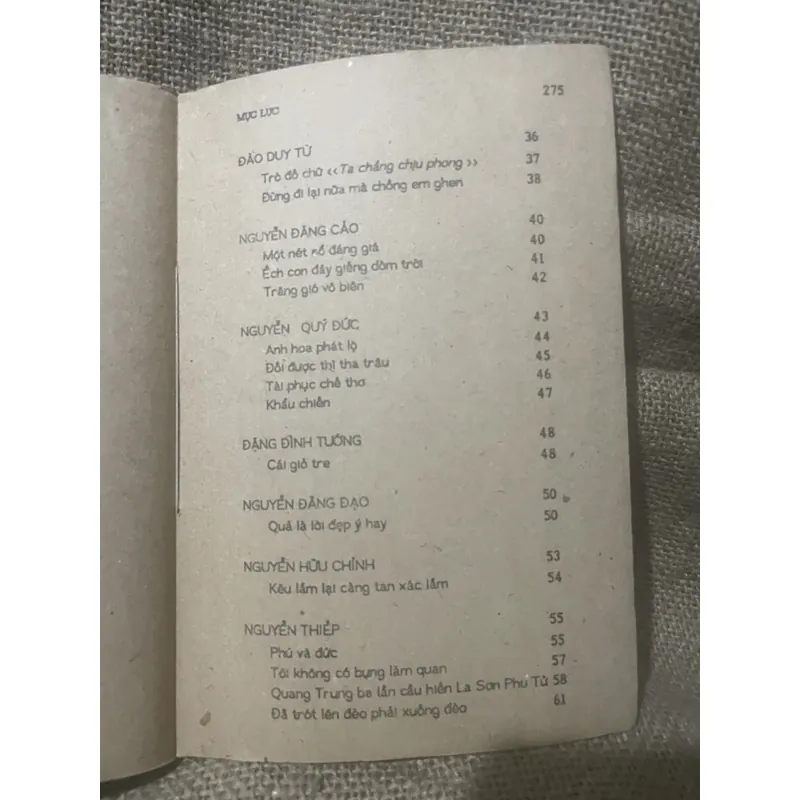 MỤC LỤC 275
ĐÀO DUY TỪ 36
Trò đố chữ ‹‹Ta chẳng chịu phong›› 37
Đừng đi lại nữa mà chồng em ghen 38
NGUYỄN ĐĂNG CẢO 40
Một nét sổ đáng giá 40
Ếch con đáy giếng dòm trời 41
Trăng gió vô biên 42
NGUYỄN QUÝ ĐỨC 43
Anh hoa phát lộ 44
Đối được thì tha trâu 45
Tài phục chế thơ 46
Khẩu chiến 47
ĐẶNG ĐÌNH TƯỚNG 48
Cái giỏ tre 48
NGUYỄN ĐĂNG ĐẠO 50
Quả là lời đẹp ý hay 50
NGUYỄN HỮU CHỈNH 53
Kêu lắm lại càng tan xác lắm 54
NGUYỄN THIẾP 55
Phú và đức 55
Tôi không có bụng làm quan 57
Quang Trung ba lần cầu hiền La Sơn Phu Tử 58
Đã trót lên đèo phải xuống đèo 61